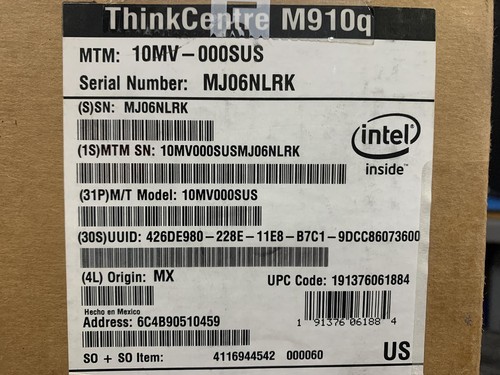 ThinkCentre M910q
MTM: 10MV-000SUS
Serial Number: MJ06NLRK
(S)SN: MJ06NLRK
(1S)MTM SN: 10MV000SUSMJ06NLRK
intel
inside™
(31P)M/T Model: 10MV000SUS
(30S)UUID: 426DE980-228E-11E8-B7C1-9DCC86073600
(4L) Origin: MX
UPC Code: 191376061884
Hecho en Mexico
Address: 6C4B90510459
1 91376 06188 4
SO + SO Item: 4116944542 000060
US